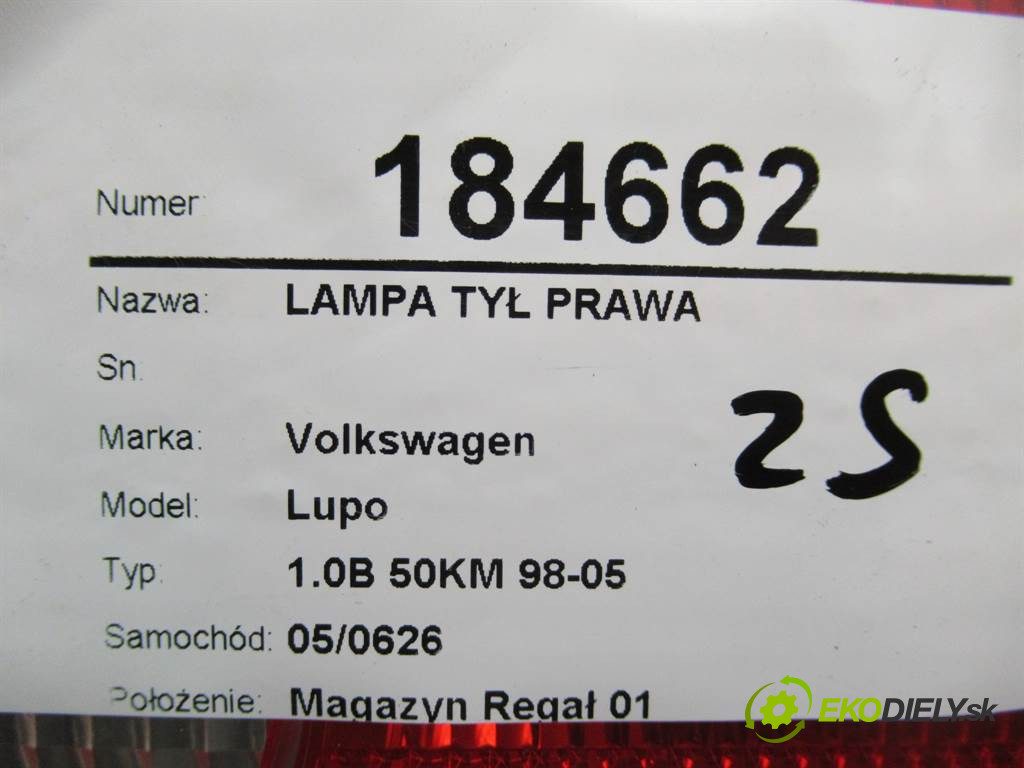 Numer: 184662
Nazwa: LAMPA TYŁ PRAWA
Sn:
Marka: Volkswagen
25
Model: Lupo
Typ: 1.0B 50KM 98-05
Samochód: 05/0626
Położenie: Magazyn Regał 01
EKODIELY.sk